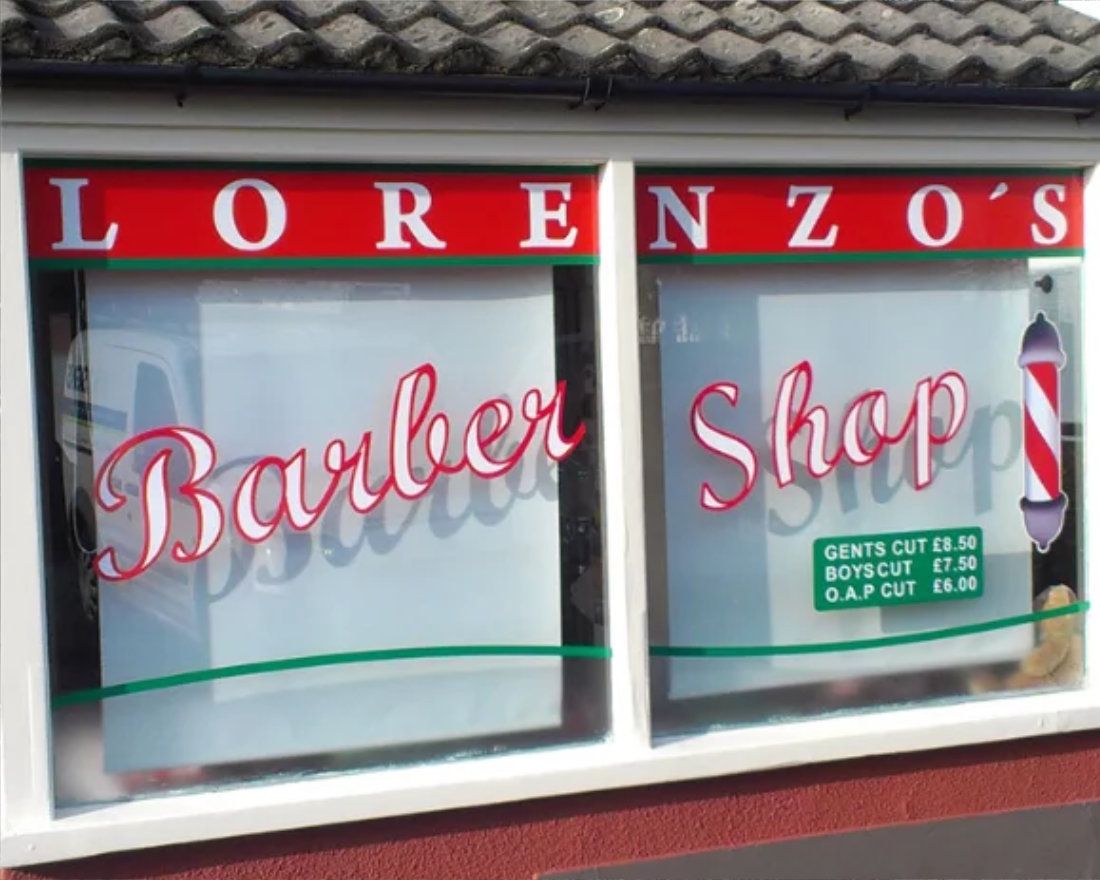 LORENZO´S
Barber Shop
GENTS CUT £8.50
BOYS CUT £7.50
O.A.P CUT £6.00